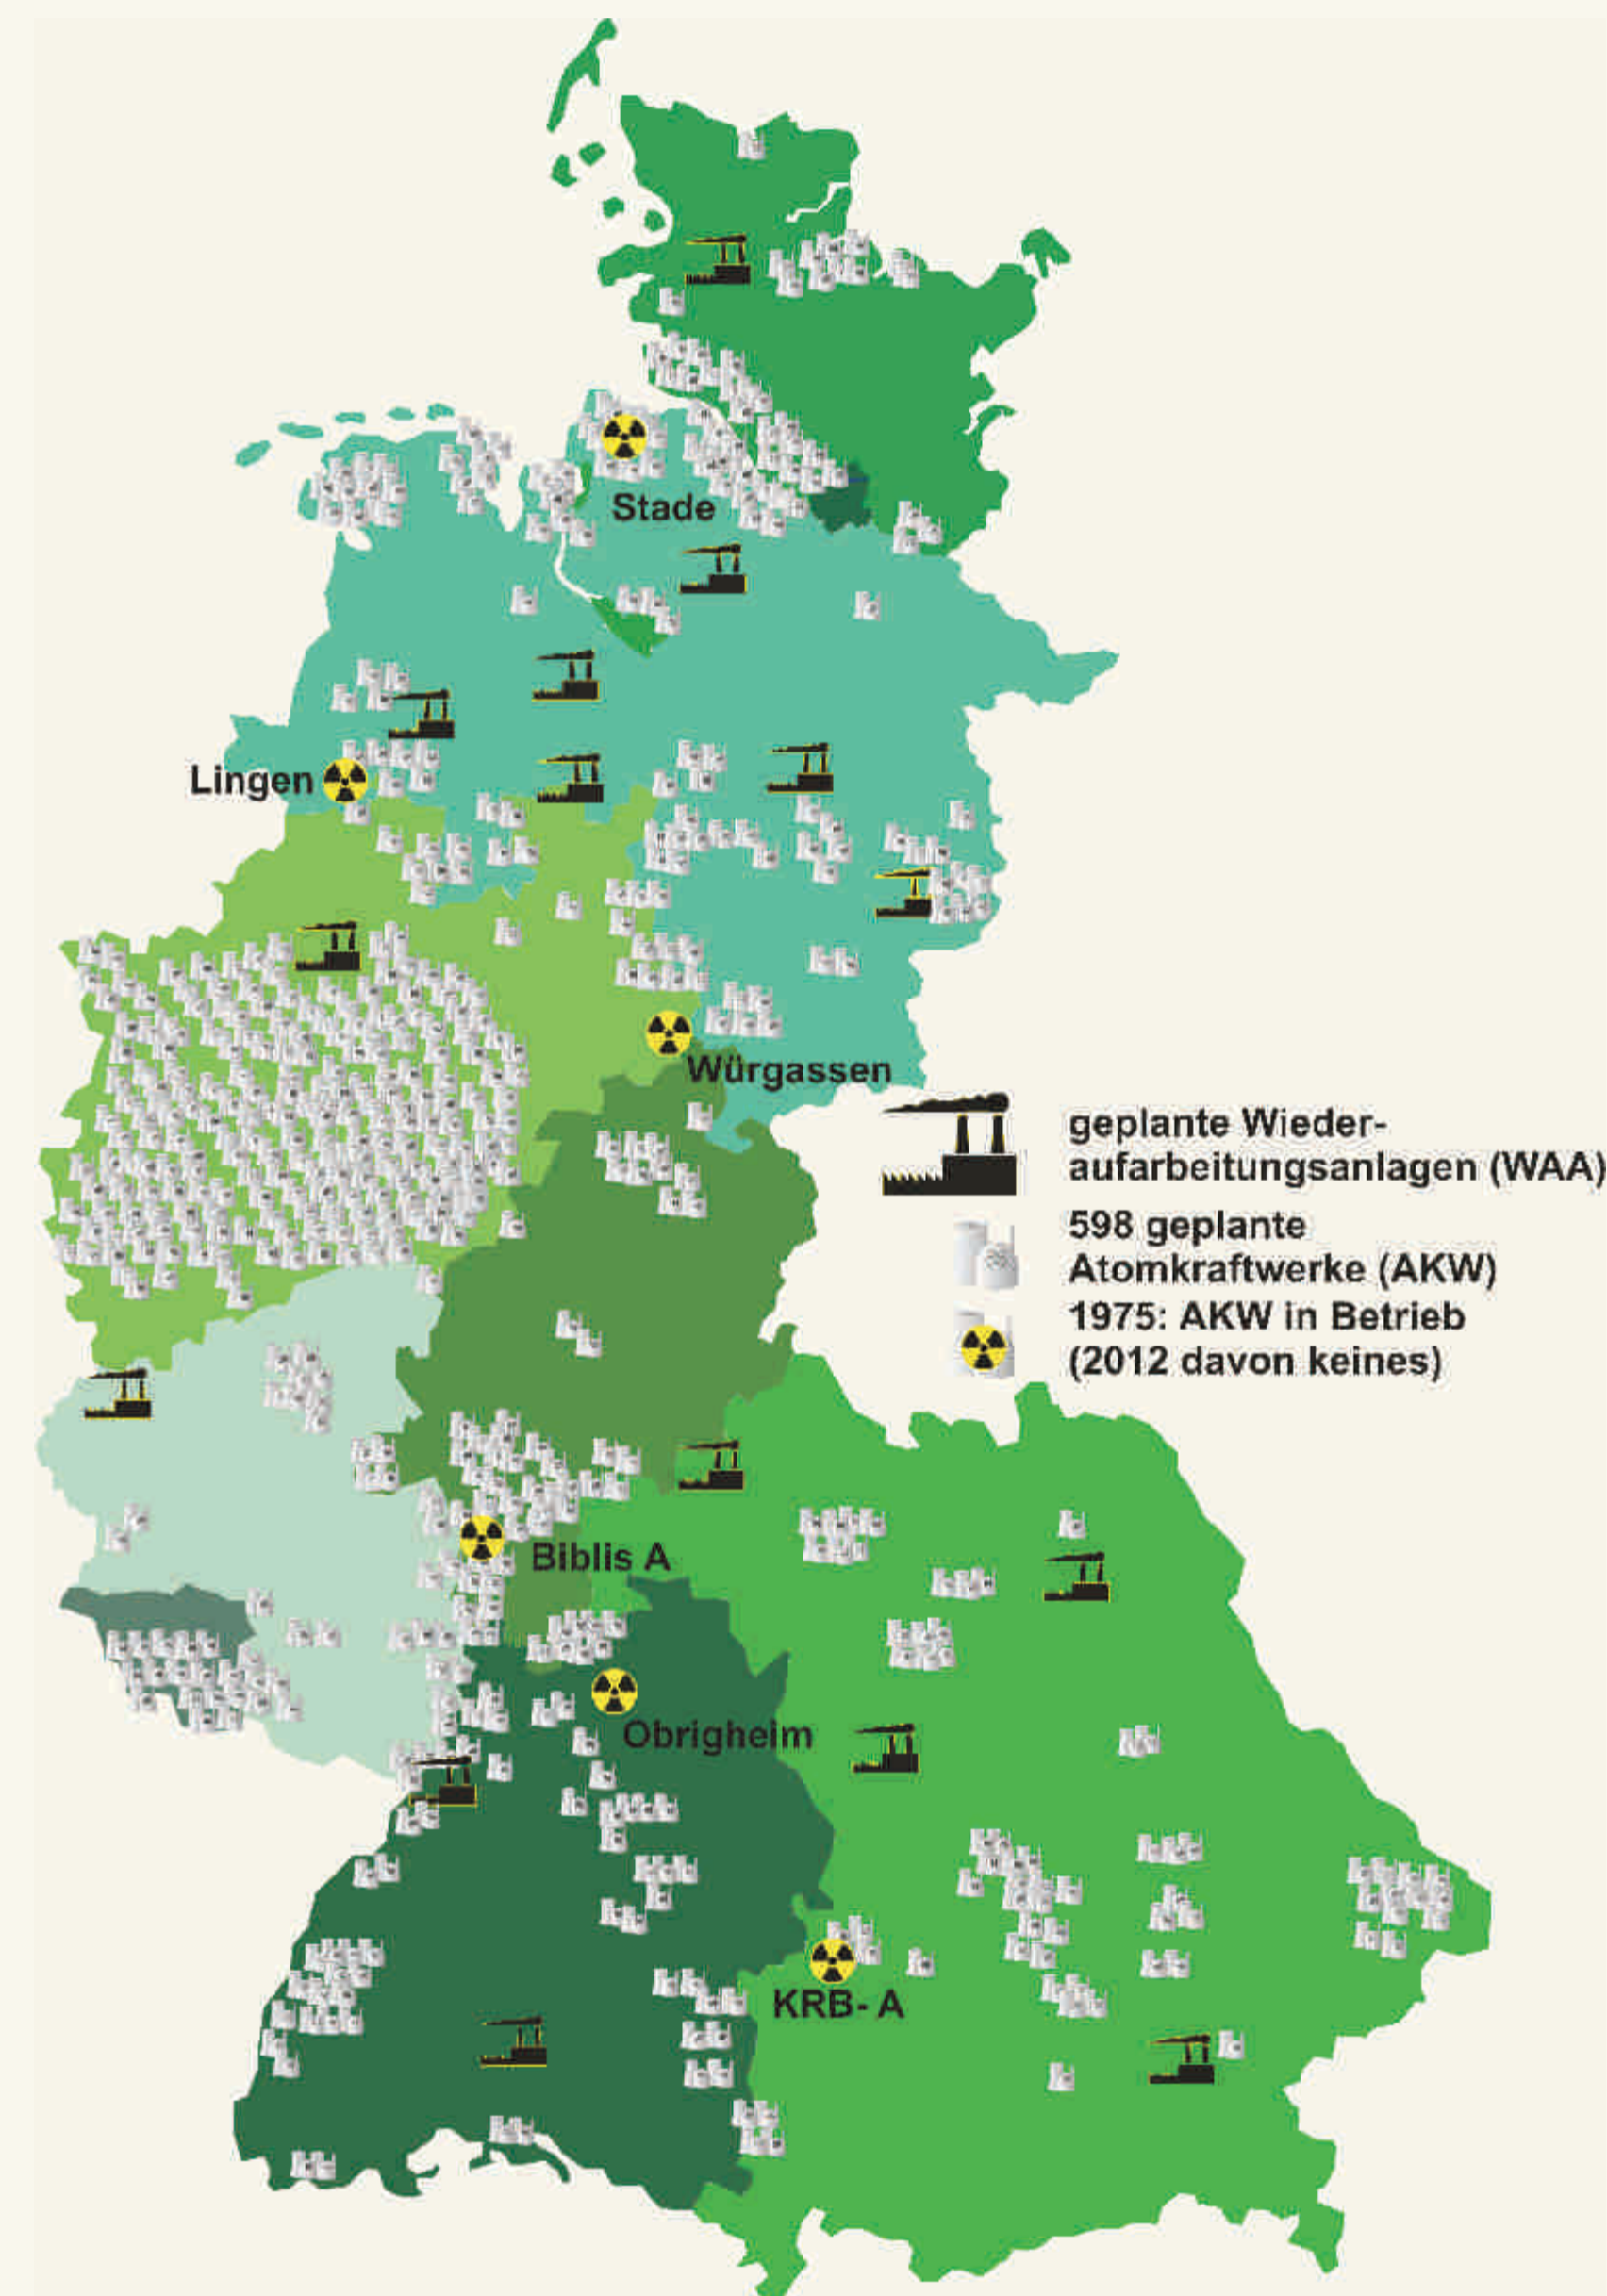 Stade
Lingen
Würgassen
geplante Wieder-
aufarbeitungsanlagen (WAA)
598 geplante
Atomkraftwerke (AKW)
1975: AKW in Betrieb
(2012 davon keines)
Biblis A
Obrigheim
KRB- A